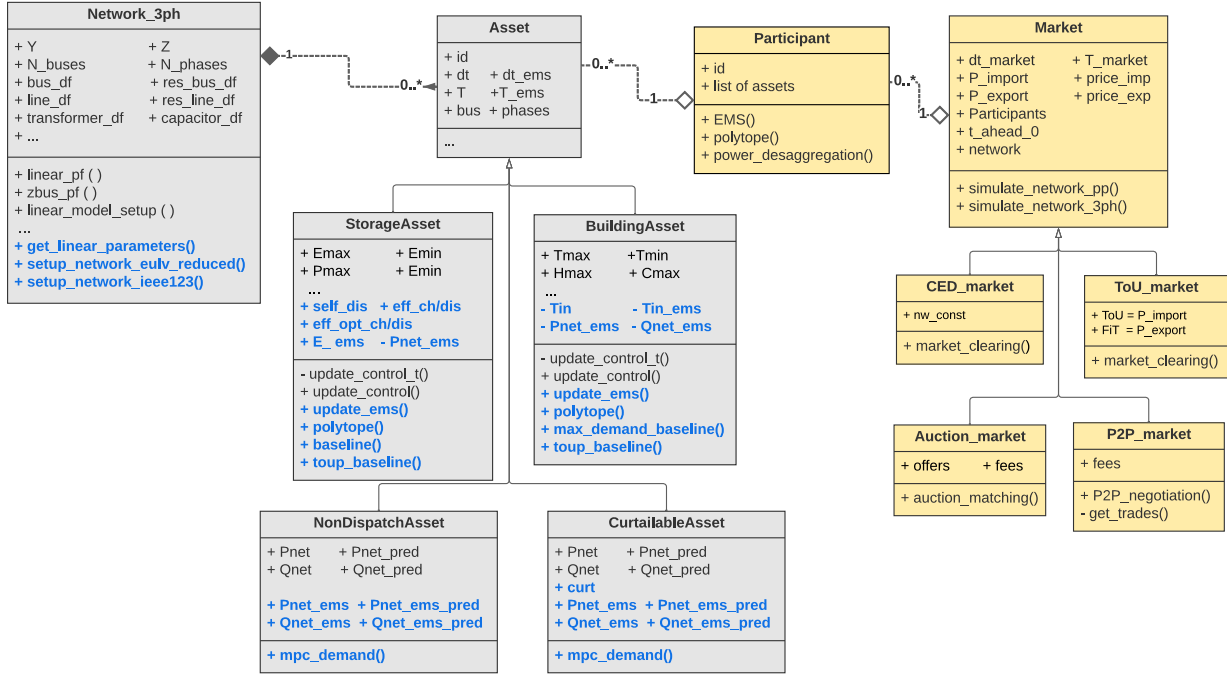 Network_3ph
+ Y + Z
+ N_buses + N_phases
+ bus_df + res_bus_df
+ line_df + res_line_df
+ transformer_df + capacitor_df
+ ...
+ linear_pf ( )
+ zbus_pf ( )
+ linear_model_setup ( )
...
+ get_linear_parameters()
+ setup_network_eulv_reduced()
+ setup_network_ieee123()
1
0..*
Asset
+ id
+ dt + dt_ems
+ T +T_ems
+ bus + phases
...
0..*
1
Participant
+ id
+ list of assets
+ EMS()
+ polytope()
+ power_desaggregation()
0..*
1
Market
+ dt_market + T_market
+ P_import + price_imp
+ P_export + price_exp
+ Participants
+ t_ahead_0
+ network
+ simulate_network_pp()
+ simulate_network_3ph()
StorageAsset
+ Emax + Emin
+ Pmax + Emin
...
+ self_dis + eff_ch/dis
+ eff_opt_ch/dis
+ E_ ems - Pnet_ems
- update_control_t()
+ update_control()
+ update_ems()
+ polytope()
+ baseline()
+ toup_baseline()
BuildingAsset
+ Tmax +Tmin
+ Hmax + Cmax
...
- Tin - Tin_ems
- Pnet_ems - Qnet_ems
- update_control_t()
+ update_control()
+ update_ems()
+ polytope()
+ max_demand_baseline()
+ toup_baseline()
CED_market
+ nw_const
+ market_clearing()
ToU_market
+ ToU = P_import
+ FiT = P_export
+ market_clearing()
Auction_market
+ offers + fees
+ auction_matching()
P2P_market
+ fees
+ P2P_negotiation()
- get_trades()
NonDispatchAsset
+ Pnet + Pnet_pred
+ Qnet + Qnet_pred
+ Pnet_ems + Pnet_ems_pred
+ Qnet_ems + Qnet_ems_pred
+ mpc_demand()
CurtailableAsset
+ Pnet + Pnet_pred
+ Qnet + Qnet_pred
+ curt
+ Pnet_ems + Pnet_ems_pred
+ Qnet_ems + Qnet_ems_pred
+ mpc_demand()